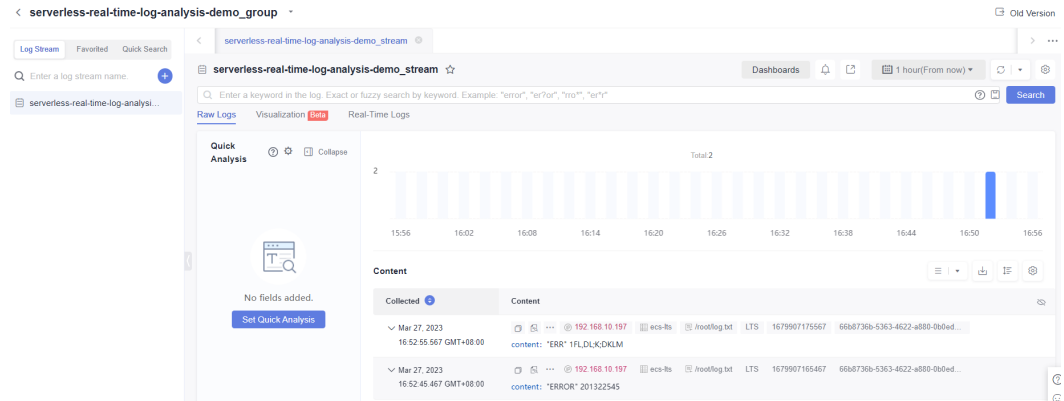 serverless-real-time-log-analysis-demo_group
Old Version
Log Stream Favorited Quick Search
serverless-real-time-log-analysis-demo_stream
Enter a log stream name.
serverless-real-time-log-analysis-demo_stream
Dashboards
1 hour(From now)
serverless-real-time-log-analysi...
Enter a keyword in the log. Exact or fuzzy search by keyword. Example: "error", "er?or", "rro*", "er*r"
Search
Raw Logs Visualization Beta Real-Time Logs
Quick Analysis
Collapse
Total:2
2
15:56 16:02 16:08 16:14 16:20 16:26 16:32 16:38 16:44 16:50 16:56
No fields added.
Set Quick Analysis
Content
Collected Content
Mar 27, 2023
16:52:55.567 GMT+08:00
192.168.10.197 ecs-lts /root/log.txt LTS 1679907175567 66b8736b-5363-4622-a880-0b0ed...
content: "ERR" 1FL,DL;K;DKLM
Mar 27, 2023
16:52:45.467 GMT+08:00
192.168.10.197 ecs-lts /root/log.txt LTS 1679907165467 66b8736b-5363-4622-a880-0b0ed...
content: "ERROR" 201322545